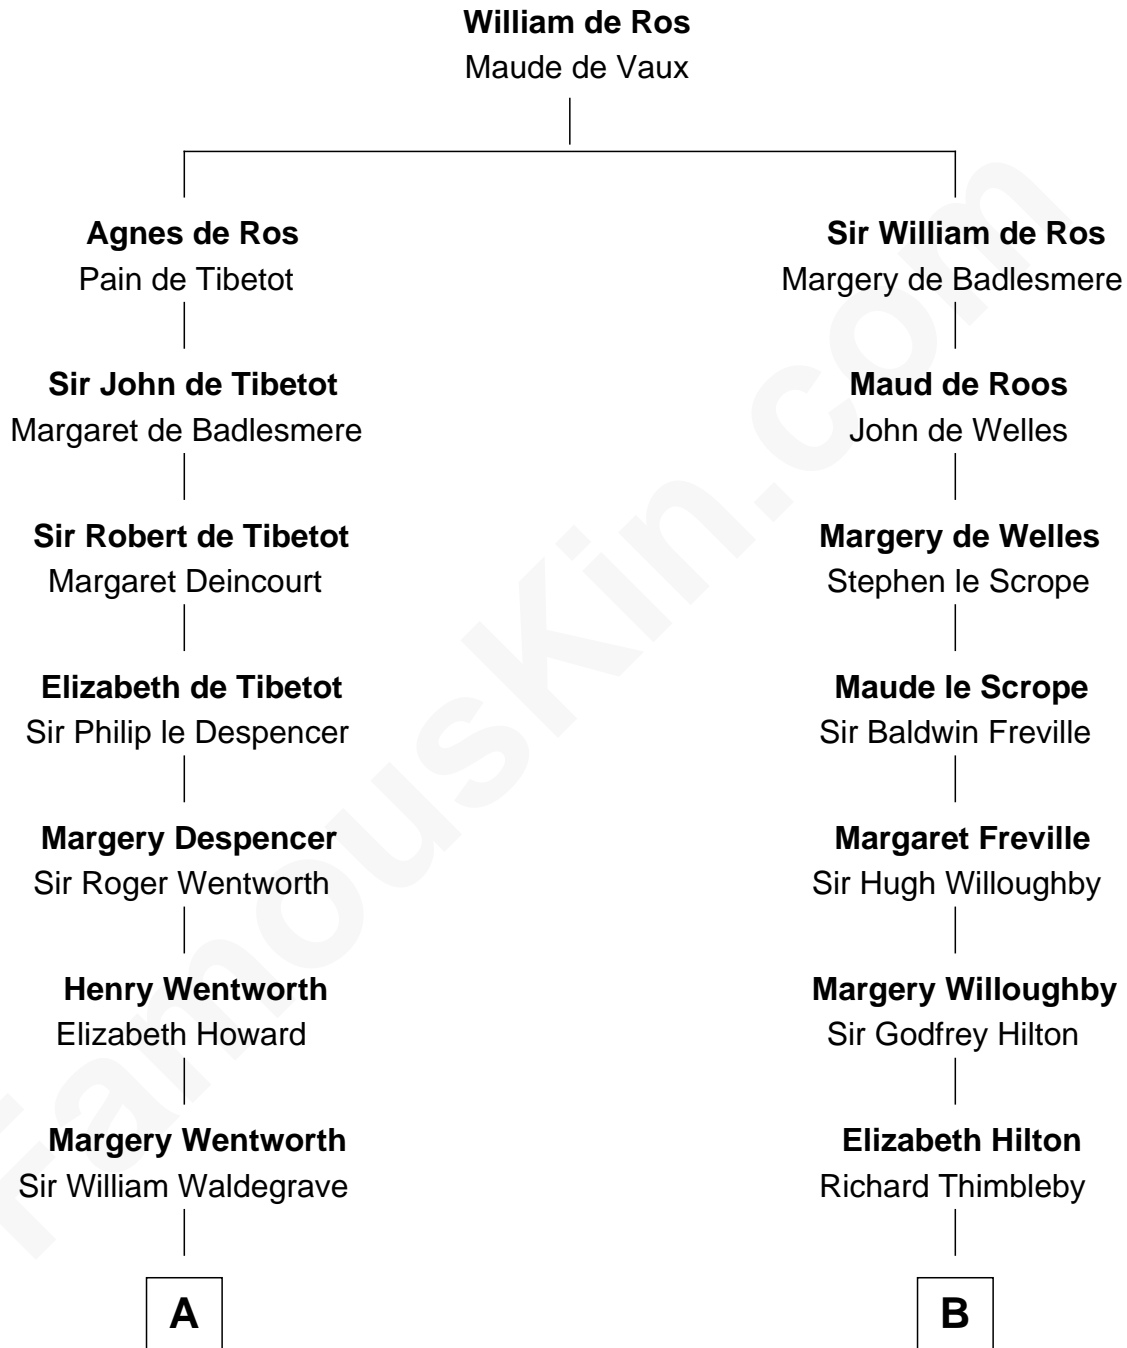 William de Ros
Maude de Vaux
Agnes de Ros
Pain de Tibetot
Sir William de Ros
Margery de Badlesmere
Sir John de Tibetot
Margaret de Badlesmere
Maud de Roos
John de Welles
Sir Robert de Tibetot
Margaret Deincourt
Margery de Welles
Stephen le Scrope
Elizabeth de Tibetot
Sir Philip le Despencer
Maude le Scrope
Sir Baldwin Freville
Margery Despencer
Sir Roger Wentworth
Margaret Freville
Sir Hugh Willoughby
Henry Wentworth
Elizabeth Howard
Margery Willoughby
Sir Godfrey Hilton
Margery Wentworth
Sir William Waldegrave
Elizabeth Hilton
Richard Thimbleby
A
B
FamousKin.com